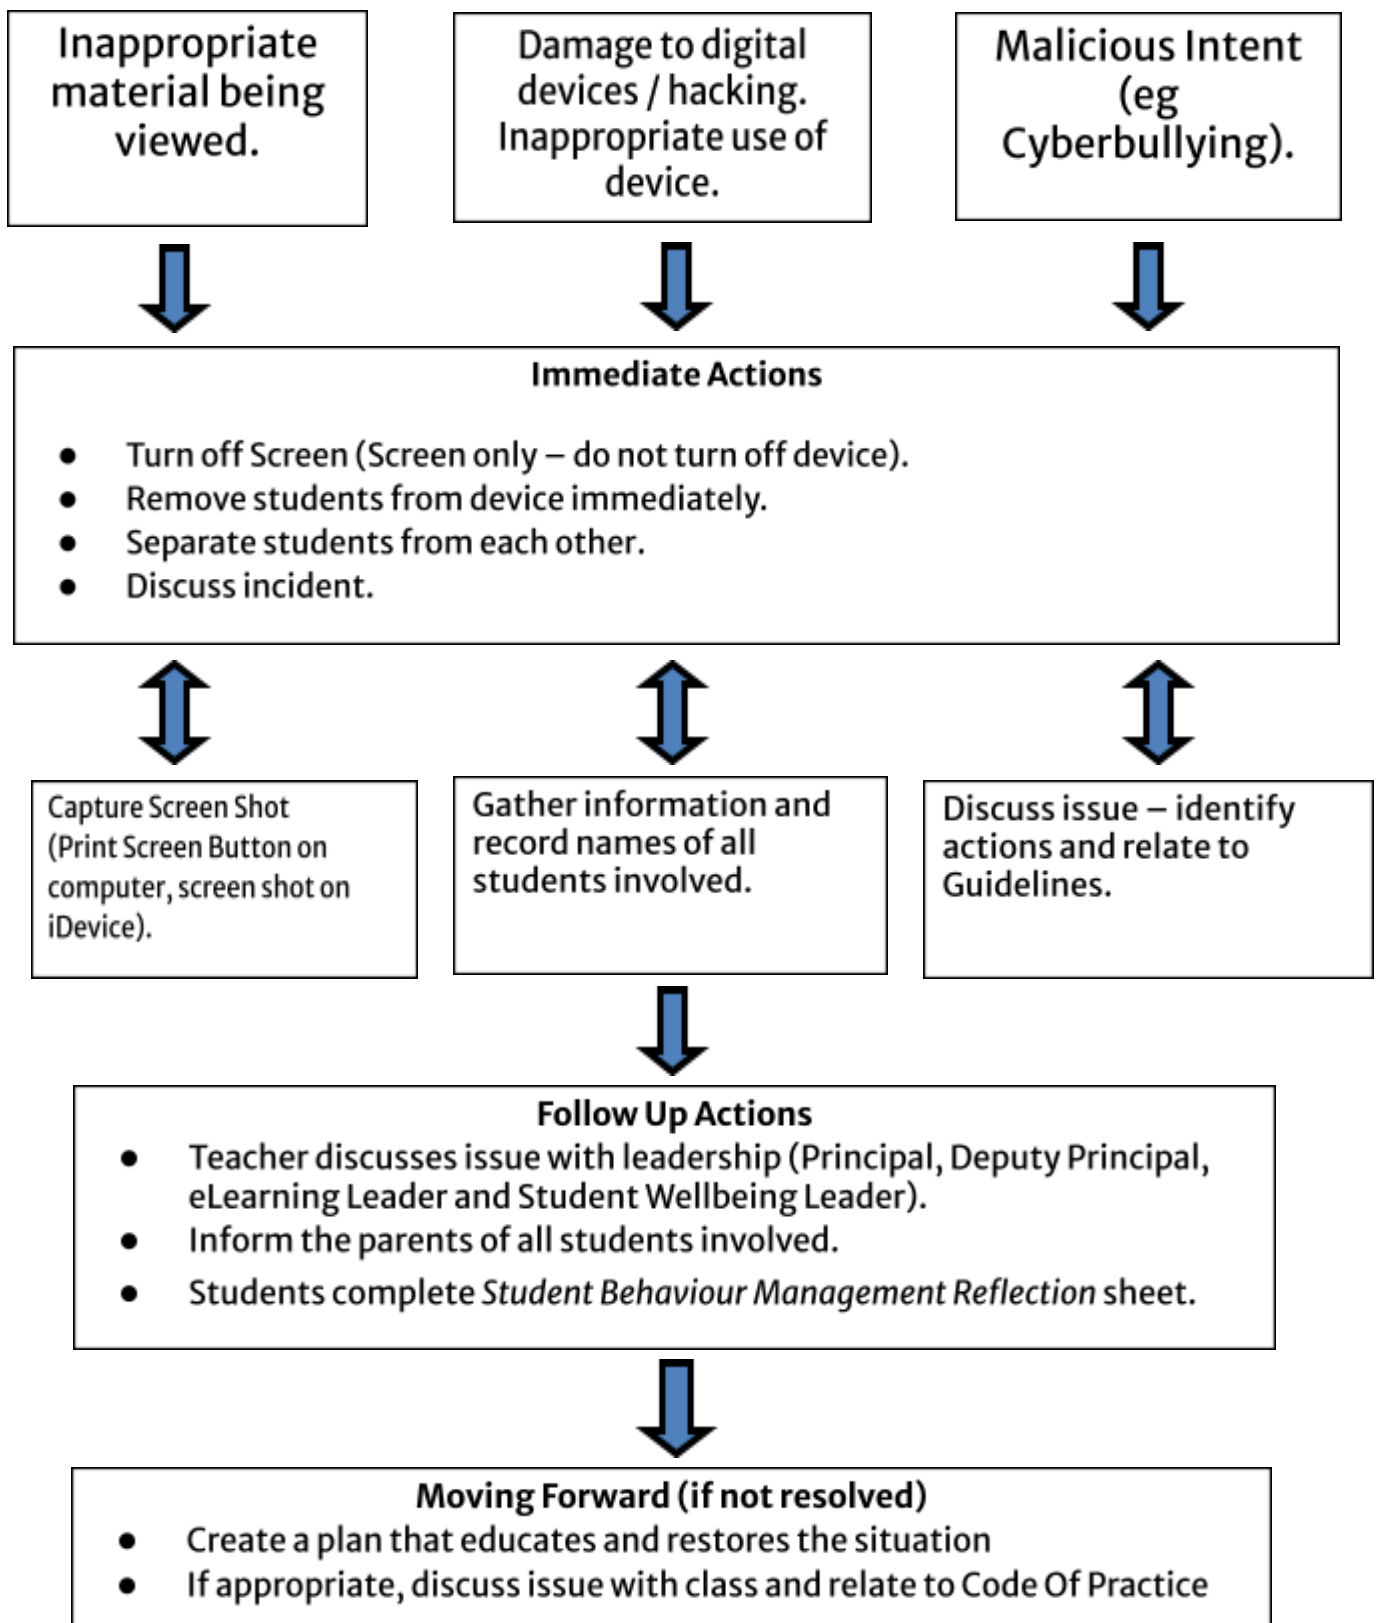 Inappropriate
material being
viewed.
Damage to digital
devices / hacking.
Inappropriate use of
device.
Malicious Intent
(eg
Cyberbullying).
Immediate Actions
● Turn off Screen (Screen only – do not turn off device).
● Remove students from device immediately.
● Separate students from each other.
● Discuss incident.
Capture Screen Shot
(Print Screen Button on
computer, screen shot on
iDevice).
Gather information and
record names of all
students involved.
Discuss issue – identify
actions and relate to
Guidelines.
Follow Up Actions
● Teacher discusses issue with leadership (Principal, Deputy Principal,
eLearning Leader and Student Wellbeing Leader).
● Inform the parents of all students involved.
● Students complete Student Behaviour Management Reflection sheet.
Moving Forward (if not resolved)
● Create a plan that educates and restores the situation
● If appropriate, discuss issue with class and relate to Code Of Practice